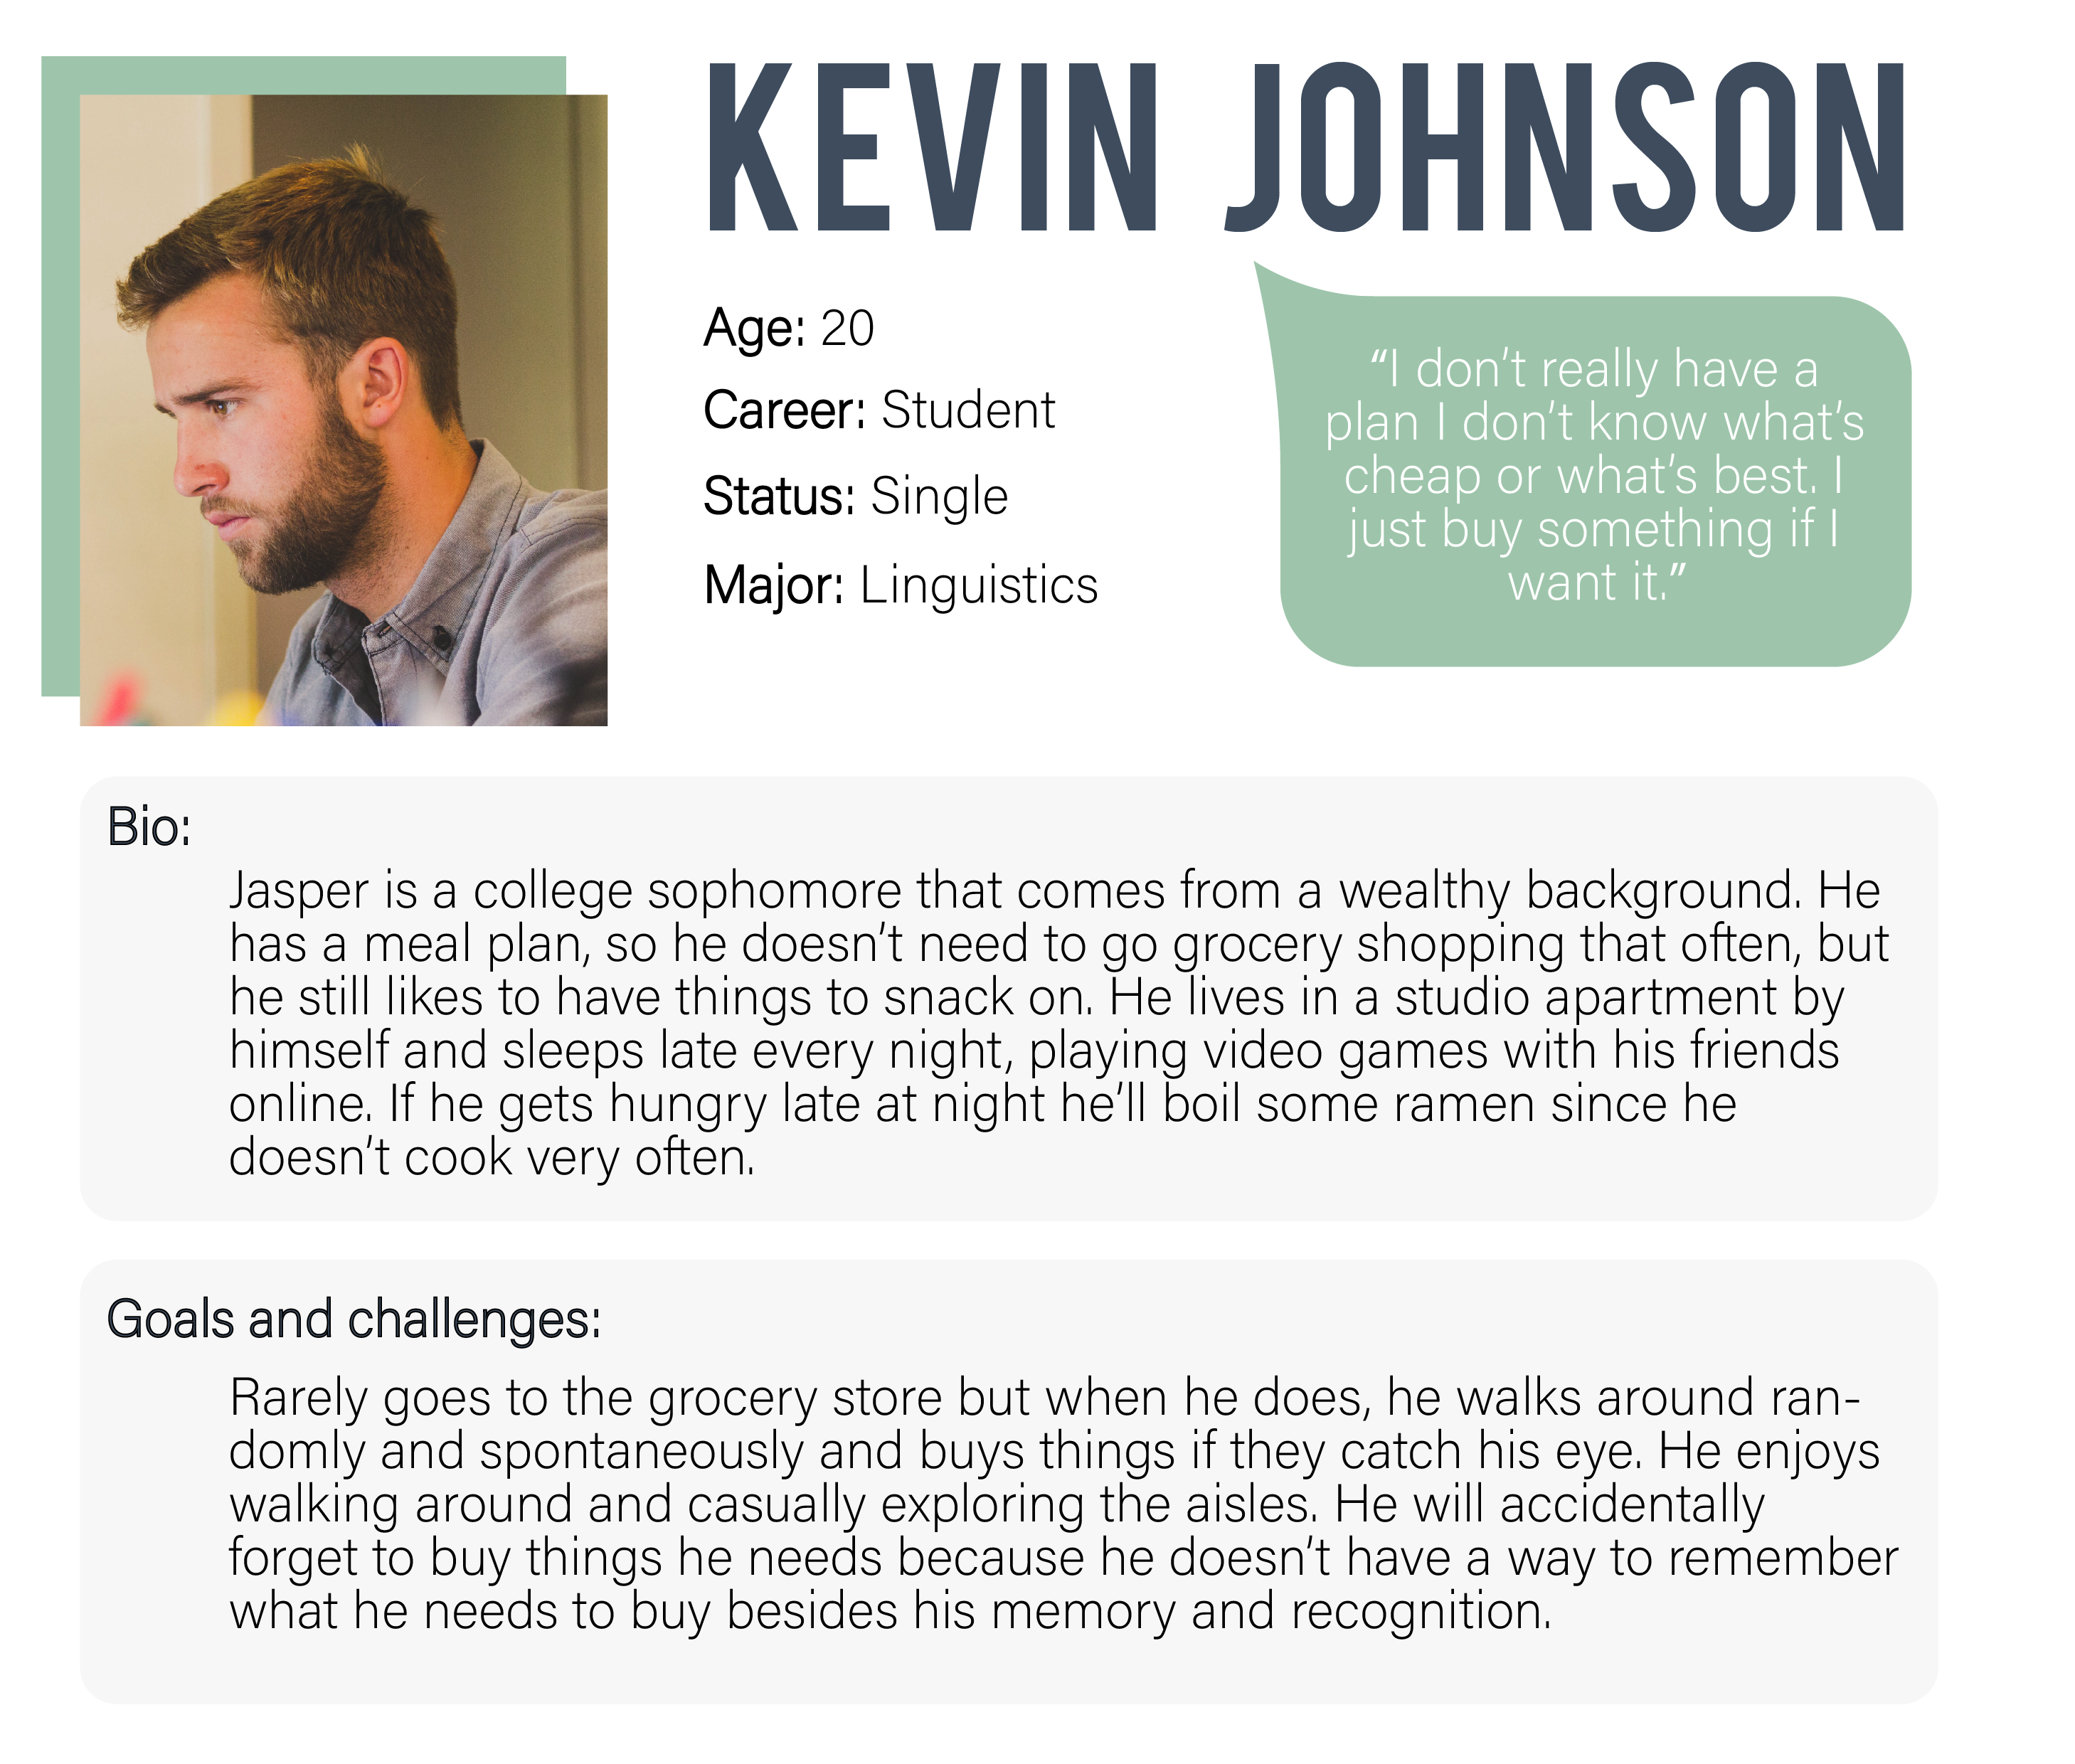 KEVIN JOHNSON
Age: 20
Career: Student
Status: Single
Major: Linguistics
“I don’t really have a
plan I don’t know what’s
cheap or what’s best. I
just buy something if I
want it.”
Bio:
Jasper is a college sophomore that comes from a wealthy background. He
has a meal plan, so he doesn’t need to go grocery shopping that often, but
he still likes to have things to snack on. He lives in a studio apartment by
himself and sleeps late every night, playing video games with his friends
online. If he gets hungry late at night he’ll boil some ramen since he
doesn’t cook very often.
Goals and challenges:
Rarely goes to the grocery store but when he does, he walks around ran-
domly and spontaneously and buys things if they catch his eye. He enjoys
walking around and casually exploring the aisles. He will accidentally
forget to buy things he needs because he doesn’t have a way to remember
what he needs to buy besides his memory and recognition.